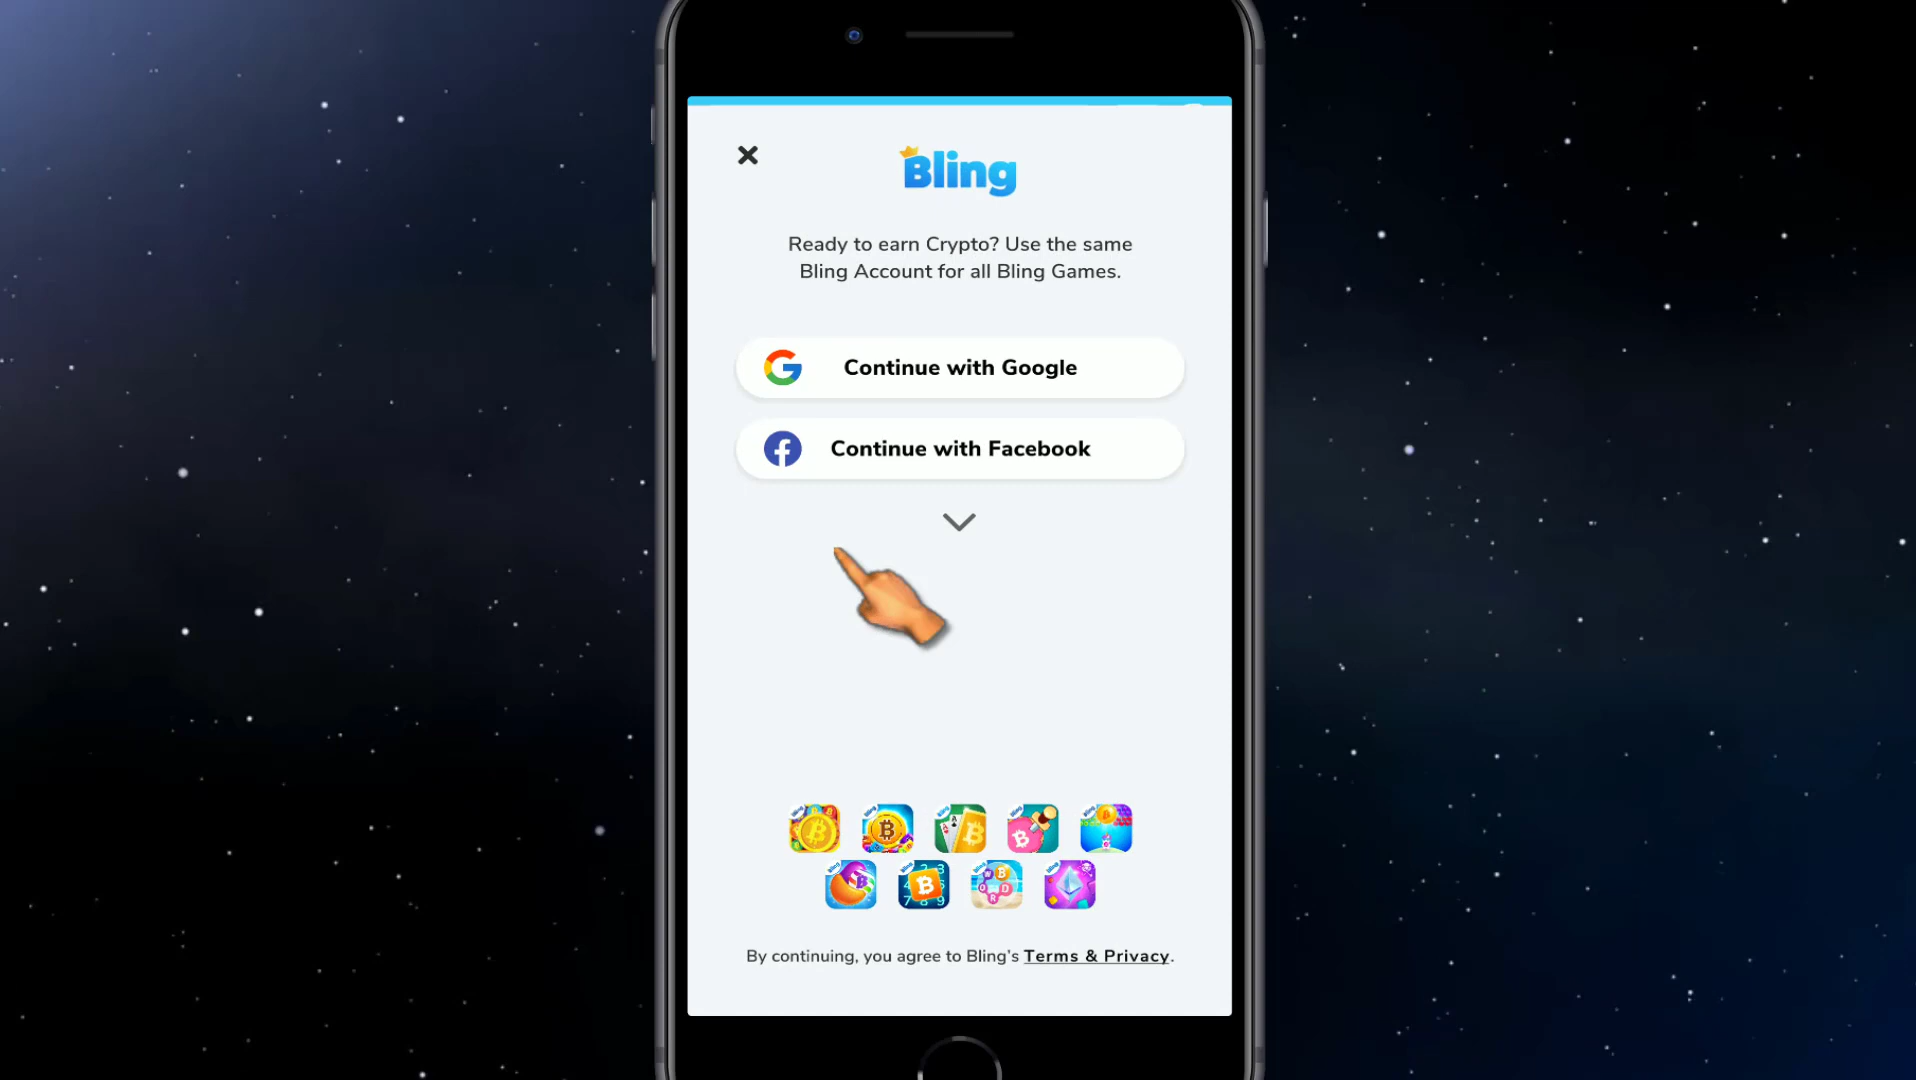 Bling
Ready to earn Crypto? Use the same
Bling Account for all Bling Games.
Continue with Google
Continue with Facebook
By continuing, you agree to Bling's Terms & Privacy.